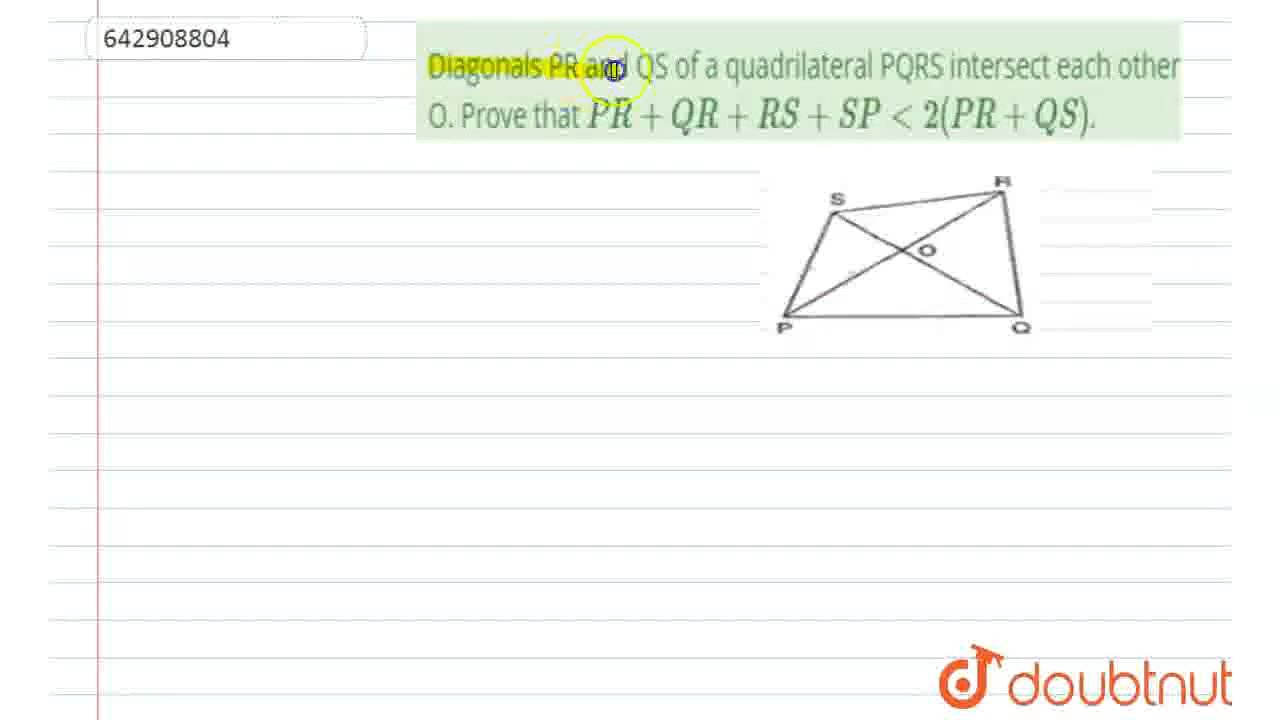 642908804
Diagonals PR and QS of a quadrilateral PQRS intersect each other
O. Prove that PR + QR + RS + SP < 2(PR + QS).
R
S
O
P
Q
doubtnut